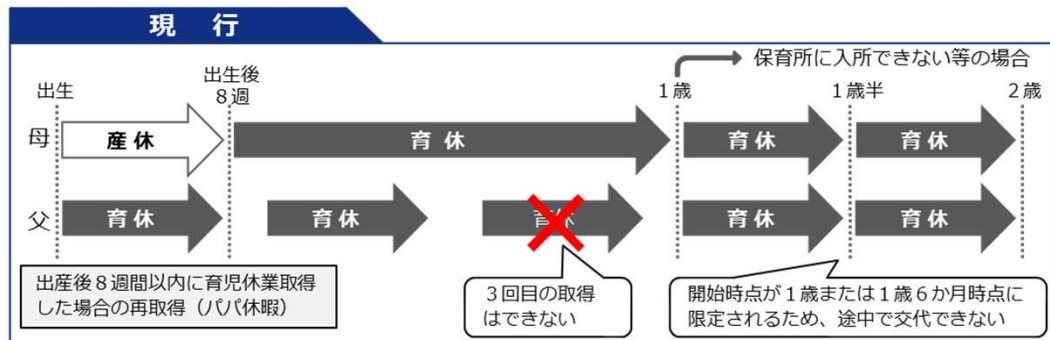 現 行
保育所に入所できない等の場合
出生
出生後
8週
1歳
1歳半
2歳
母
産休
育休
育休
育休
父
育休
育休
育休
育休
育休
出産後8週間以内に育児休業取得
した場合の再取得（パパ休暇）
3回目の取得
はできない
開始時点が1歳または1歳6か月時点に
限定されるため、途中で交代できない